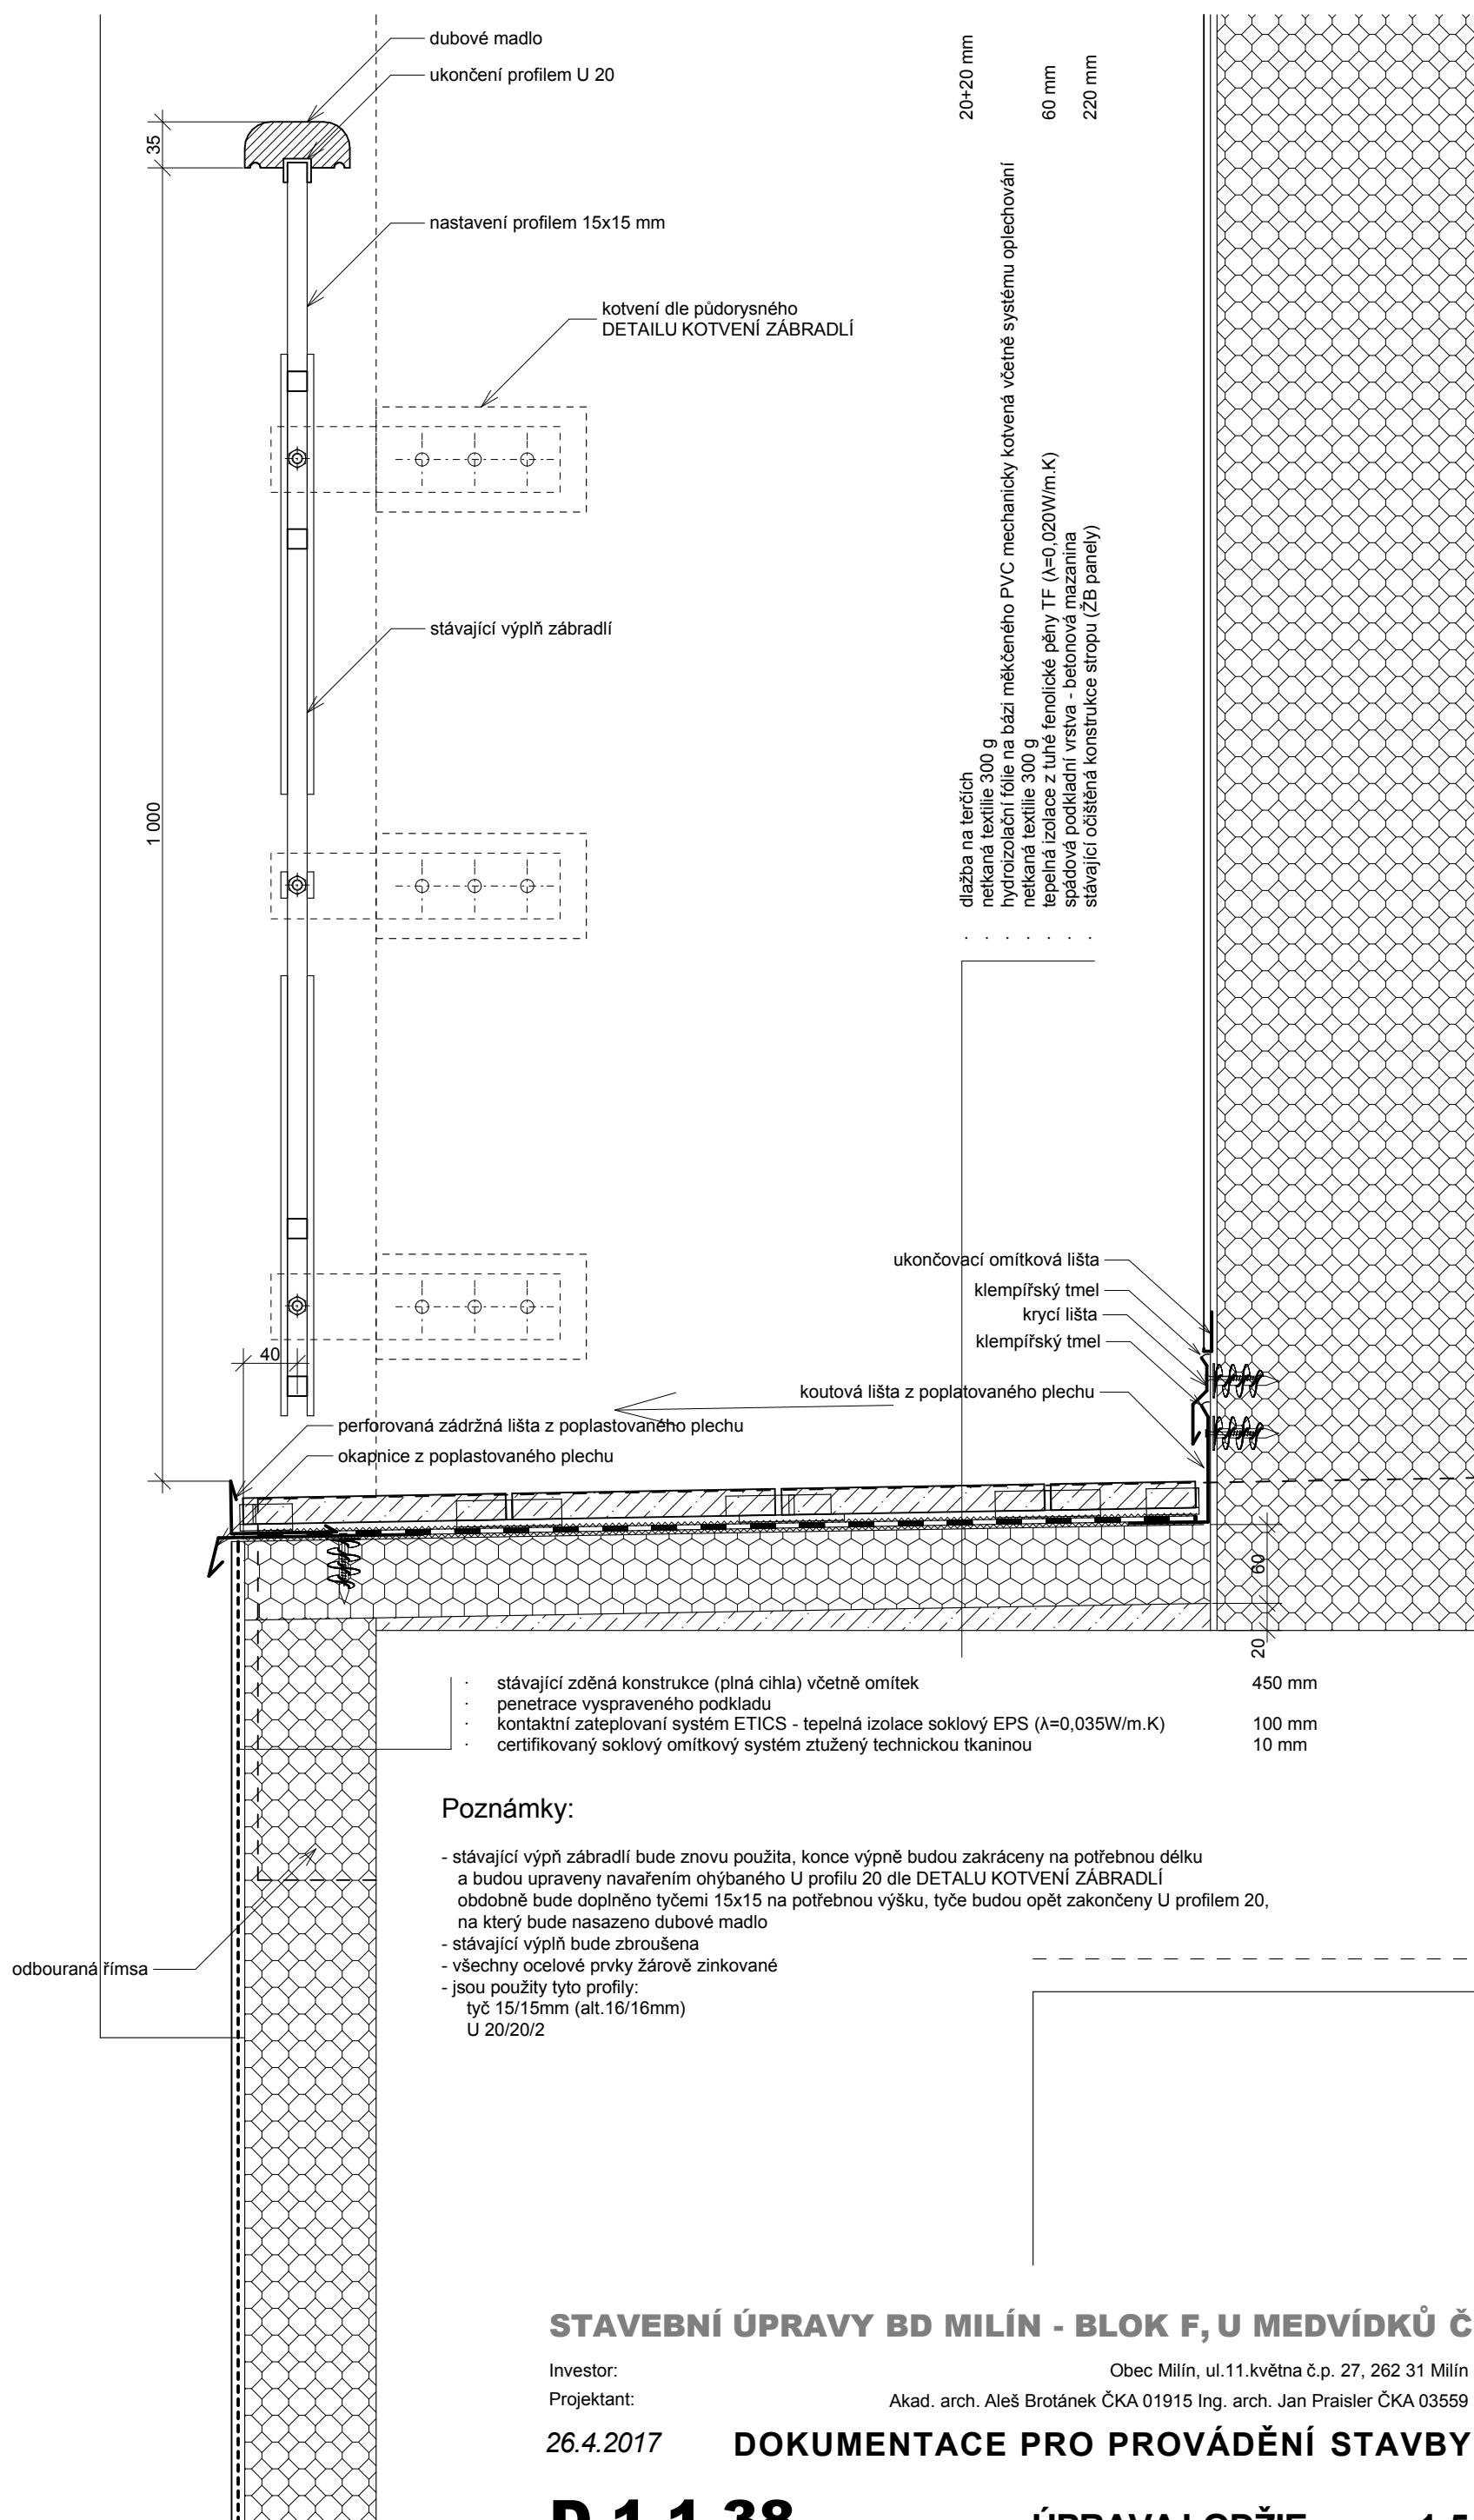 dubové madlo
ukončení profilem U 20
35
nastavení profilem 15x15 mm
kotvení dle půdorysného
DETAILU KOTVENÍ ZÁBRADLÍ
stávající výplň zábradlí
1 000
dlažba na terčích 20+20 mm
netkaná textilie 300 g
hydroizolační fólie na bázi měkčeného PVC mechanicky kotvená včetně systému oplechování
netkaná textilie 300 g
tepelná izolace z tuhé fenolické pěny TF (λ=0,020W/m.K) 60 mm
spádová podkladní vrstva - betonová mazanina
stávající očištěná konstrukce stropu (ŽB panely) 220 mm
ukončovací omítková lišta
klempířský tmel
krycí lišta
klempířský tmel
40
koutová lišta z poplatovaného plechu
perforovaná zádržná lišta z poplastovaného plechu
okapnice z poplastovaného plechu
60
20
· stávající zděná konstrukce (plná cihla) včetně omítek 450 mm
· penetrace vyspraveného podkladu
· kontaktní zateplovaní systém ETICS - tepelná izolace soklový EPS (λ=0,035W/m.K) 100 mm
· certifikovaný soklový omítkový systém ztužený technickou tkaninou 10 mm
Poznámky:
- stávající výpň zábradlí bude znovu použita, konce výpně budou zakráceny na potřebnou délku
a budou upraveny navařením ohýbaného U profilu 20 dle DETALU KOTVENÍ ZÁBRADLÍ
obdobně bude doplněno tyčemi 15x15 na potřebnou výšku, tyče budou opět zakončeny U profilem 20,
na který bude nasazeno dubové madlo
- stávající výplň bude zbroušena
- všechny ocelové prvky žárově zinkované
- jsou použity tyto profily:
tyč 15/15mm (alt.16/16mm)
U 20/20/2
odbouraná římsa
STAVEBNÍ ÚPRAVY BD MILÍN - BLOK F, U MEDVÍDKŮ Č
Investor: Obec Milín, ul.11.května č.p. 27, 262 31 Milín
Projektant: Akad. arch. Aleš Brotánek ČKA 01915 Ing. arch. Jan Praisler ČKA 03559
26.4.2017 DOKUMENTACE PRO PROVÁDĚNÍ STAVBY
D.1.1.38 ÚPRAVA LODŽIE 1:5